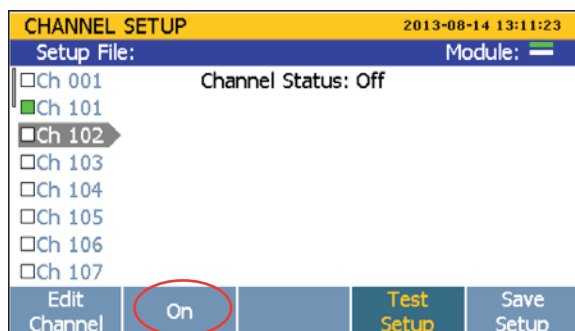 CHANNEL SETUP 2013-08-14 13:11:23
Setup File: Module:
Ch 001 Channel Status: Off
Ch 101
Ch 102
Ch 103
Ch 104
Ch 105
Ch 106
Ch 107
Edit Channel On Test Setup Save Setup